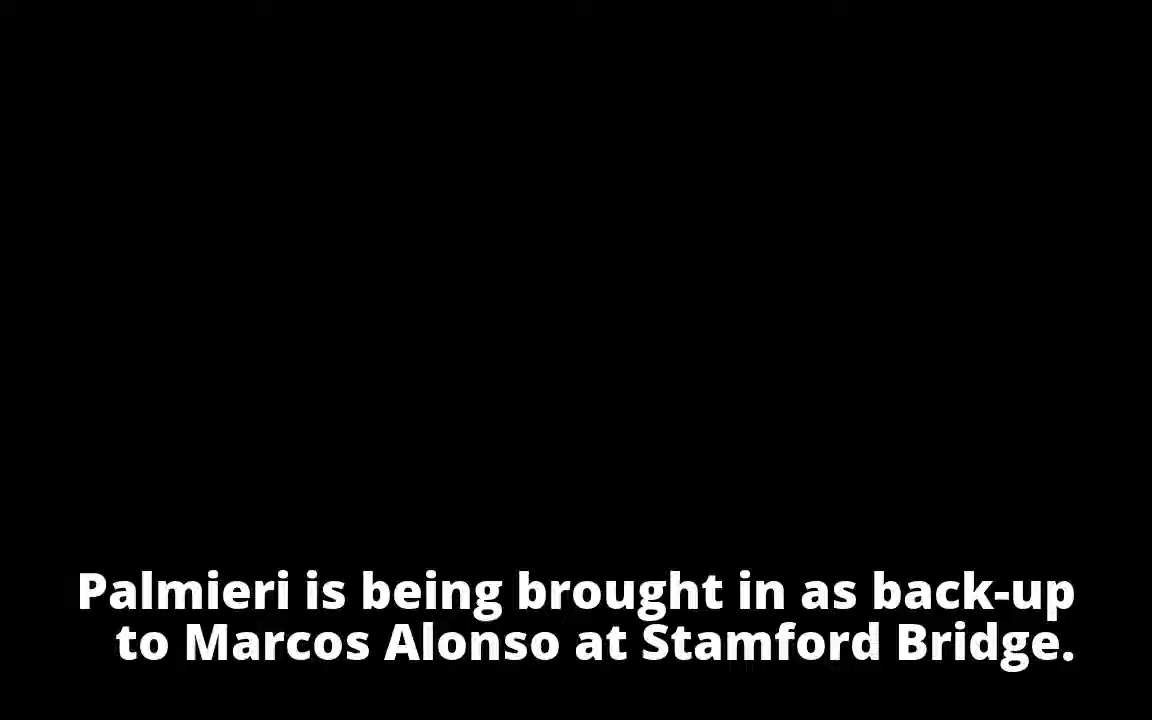 Palmieri is being brought in as back-up
to Marcos Alonso at Stamford Bridge.